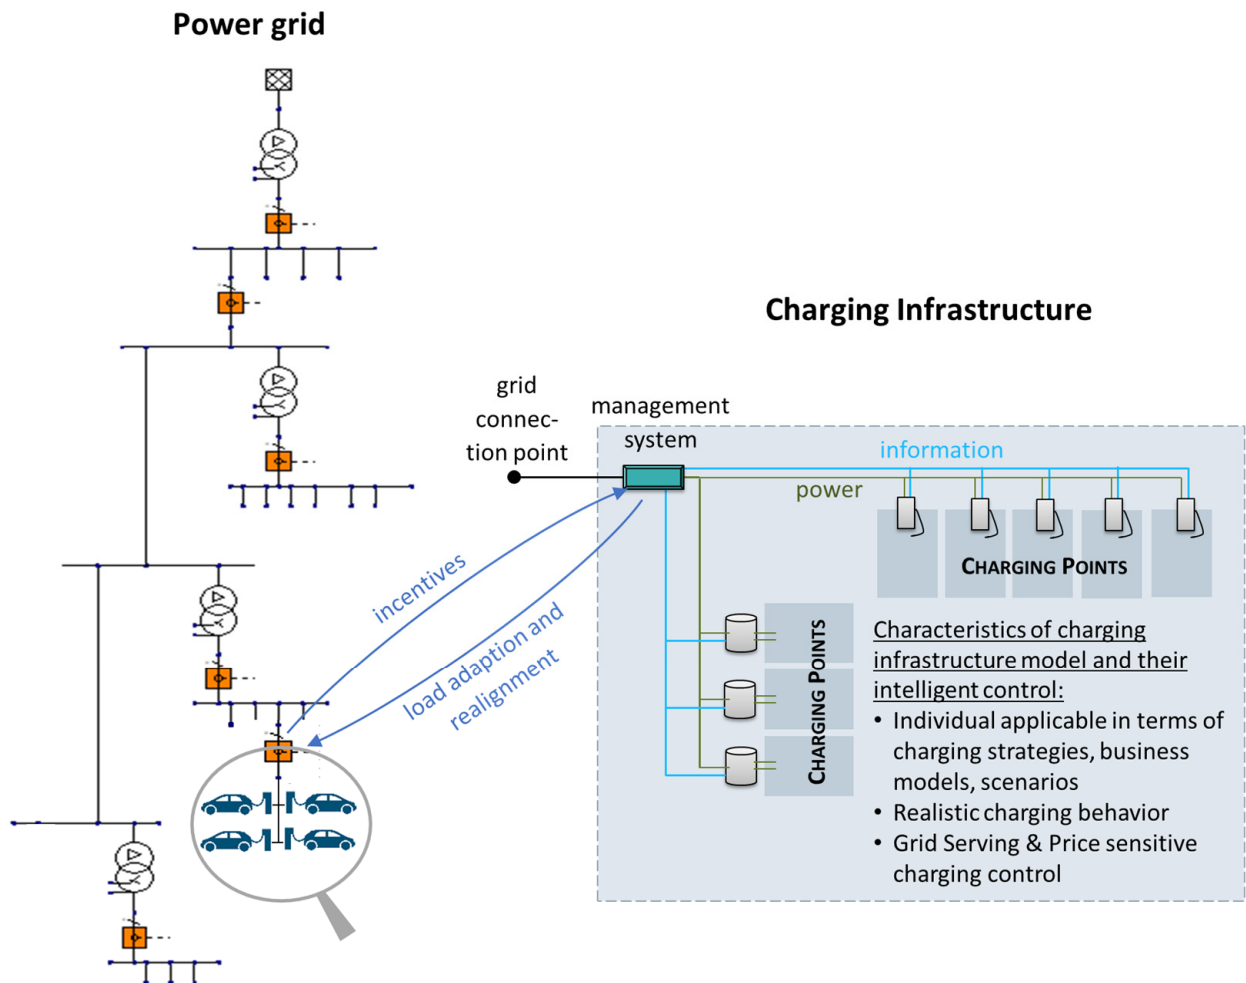 Power grid
Charging Infrastructure
grid
connec-
tion point
management
system
information
power
CHARGING POINTS
incentives
load adaption and
realignment
CHARGING POINTS
Characteristics of charging
infrastructure model and their
intelligent control:
• Individual applicable in terms of
charging strategies, business
models, scenarios
• Realistic charging behavior
• Grid Serving & Price sensitive
charging control